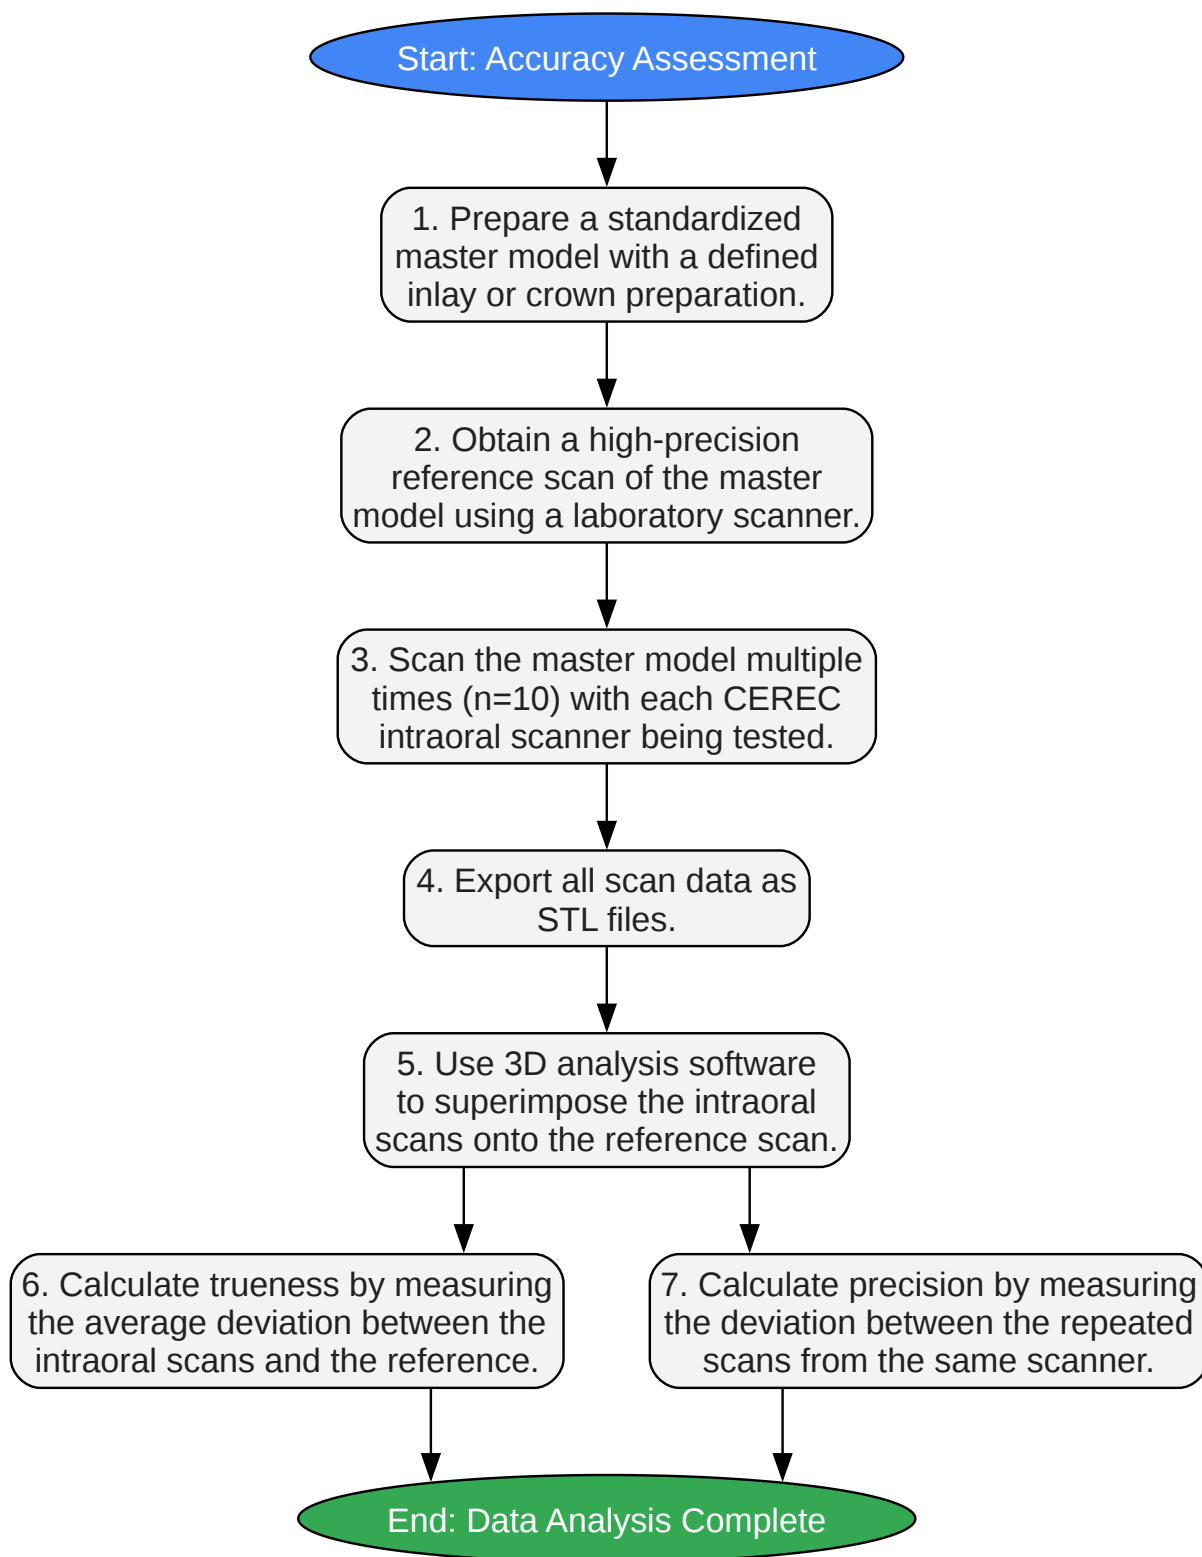 Start: Accuracy Assessment
1. Prepare a standardized
master model with a defined
inlay or crown preparation.
2. Obtain a high-precision
reference scan of the master
model using a laboratory scanner.
3. Scan the master model multiple
times (n=10) with each CEREC
intraoral scanner being tested.
4. Export all scan data as
STL files.
5. Use 3D analysis software
to superimpose the intraoral
scans onto the reference scan.
6. Calculate trueness by measuring
the average deviation between the
intraoral scans and the reference.
7. Calculate precision by measuring
the deviation between the repeated
scans from the same scanner.
End: Data Analysis Complete